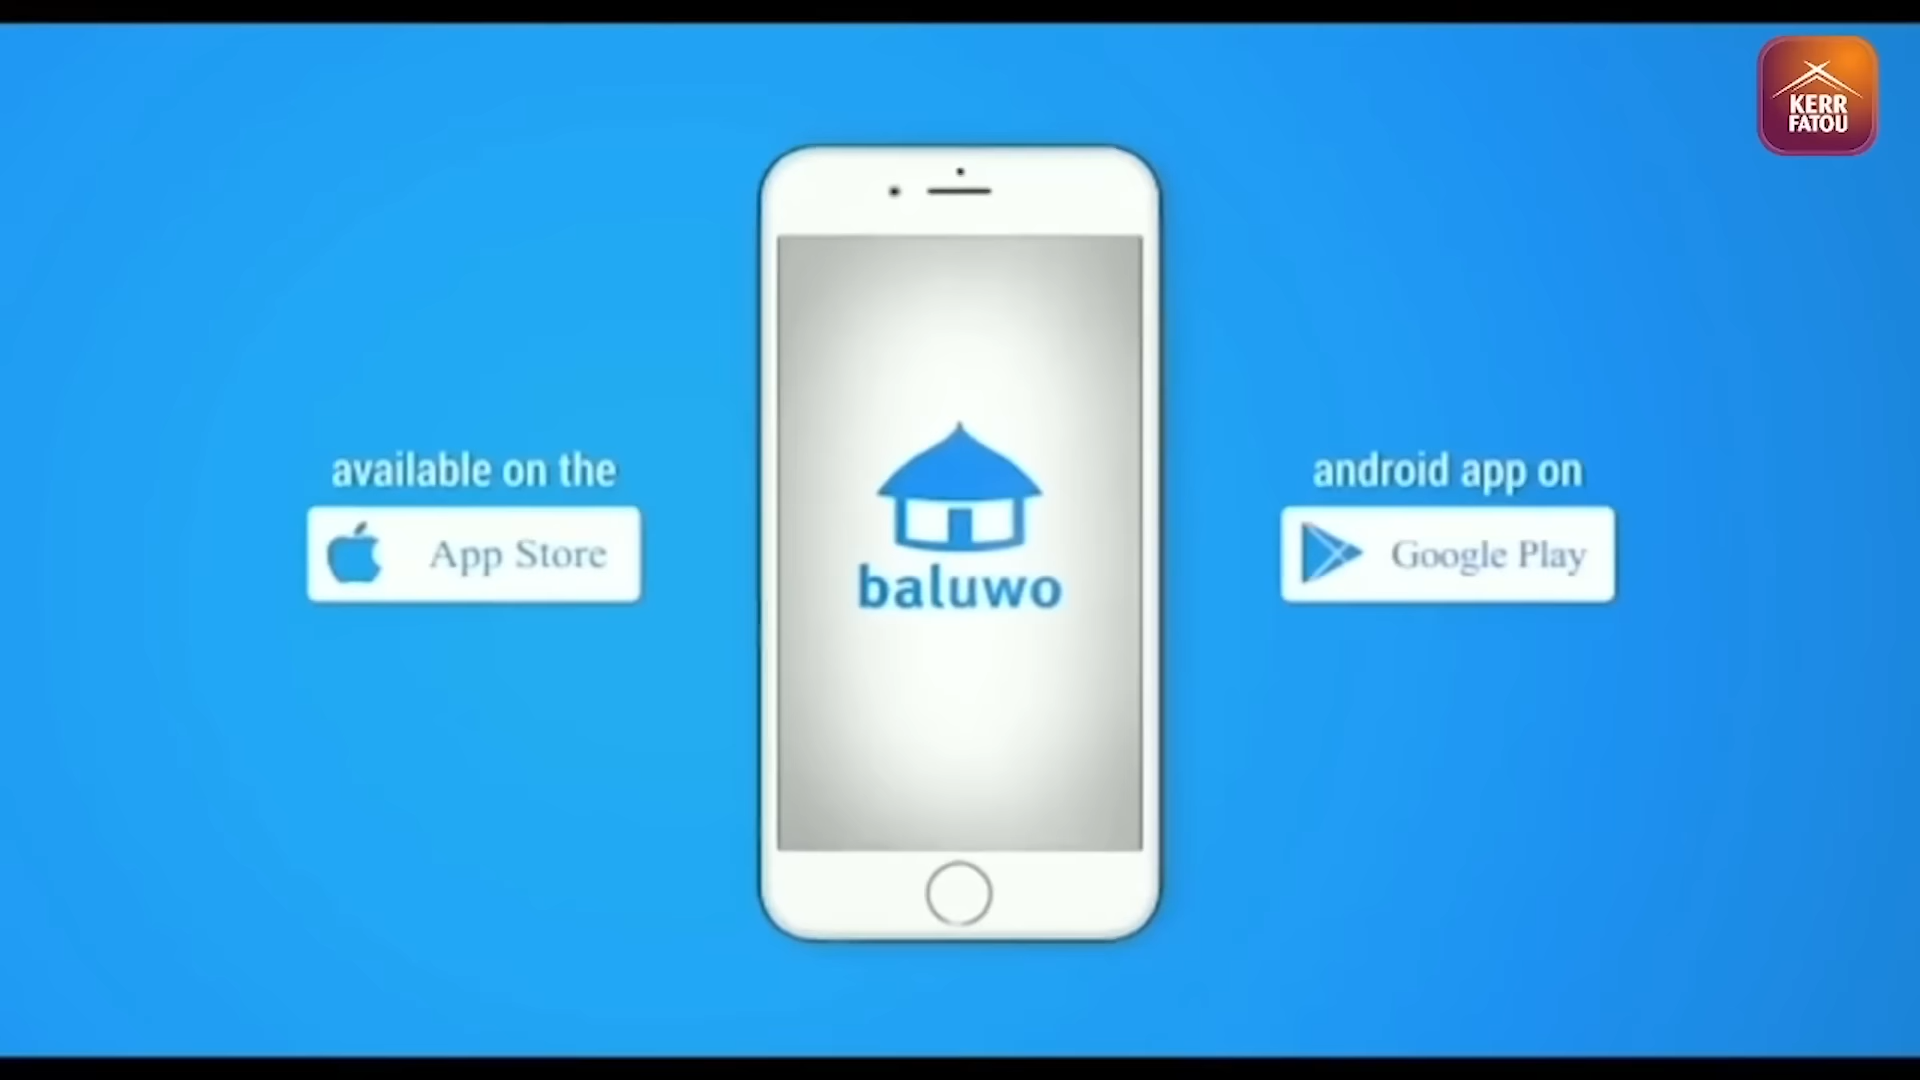 KERR
FATOU
available on the
App Store
baluwo
android app on
Google Play